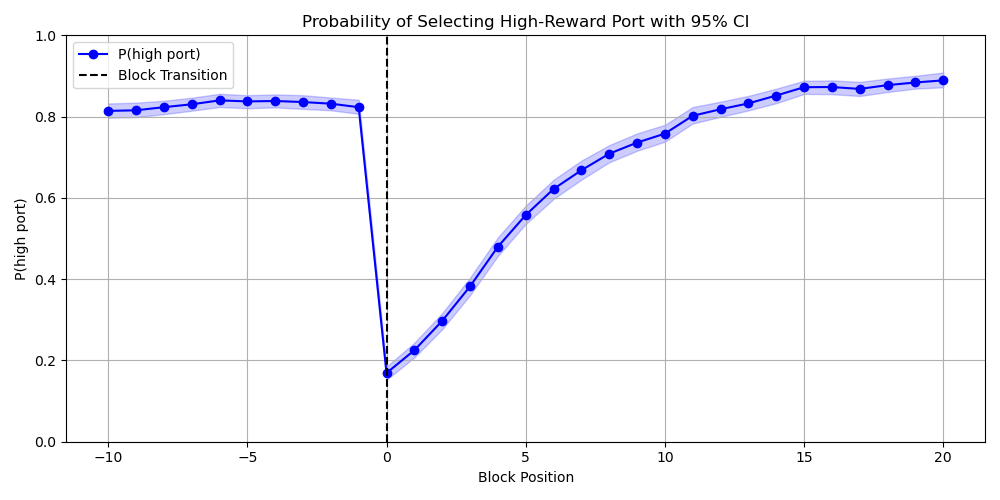 Probability of Selecting High-Reward Port with 95% CI
P(high port)
Block Transition
P(high port)
1.0
0.8
0.6
0.4
0.2
0.0
−10
−5
0
5
10
15
20
Block Position